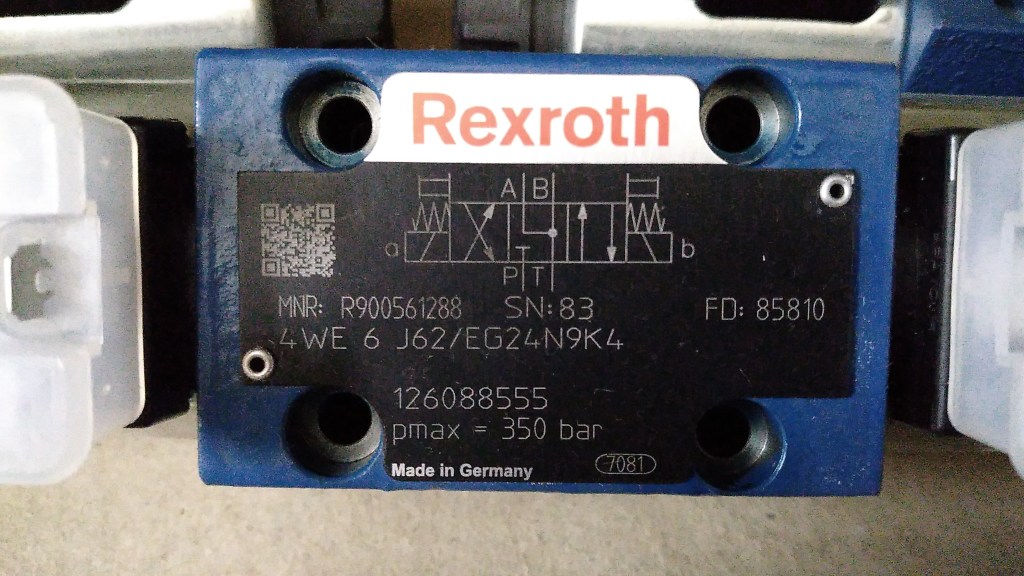 Rexroth
A B
a b
P T
MNR: R900561288 SN: 83 FD: 85810
4WE 6 J62/EG24N9K4
126088555
pmax = 350 bar
Made in Germany 7081